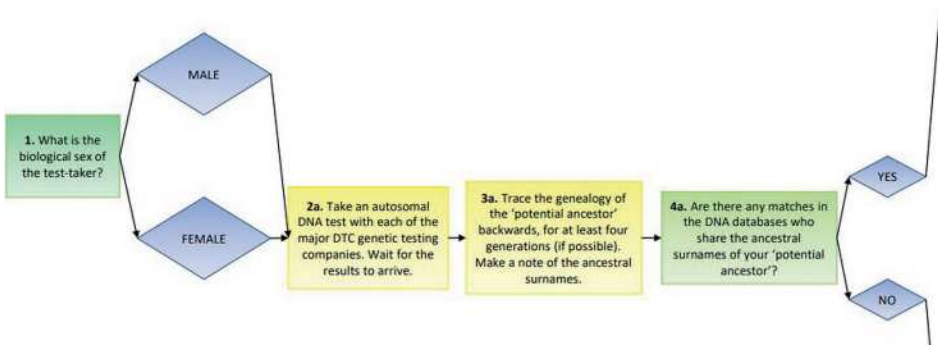 MALE
1. What is the
biological sex of
the test-taker?
FEMALE
2a. Take an autosomal
DNA test with each of the
major DTC genetic testing
companies. Wait for the
results to arrive.
3a. Trace the genealogy of
the ‘potential ancestor’
backwards, for at least four
generations (if possible).
Make a note of the ancestral
surnames.
4a. Are there any matches in
the DNA databases who
share the ancestral
surnames of your ‘potential
ancestor’?
YES
NO